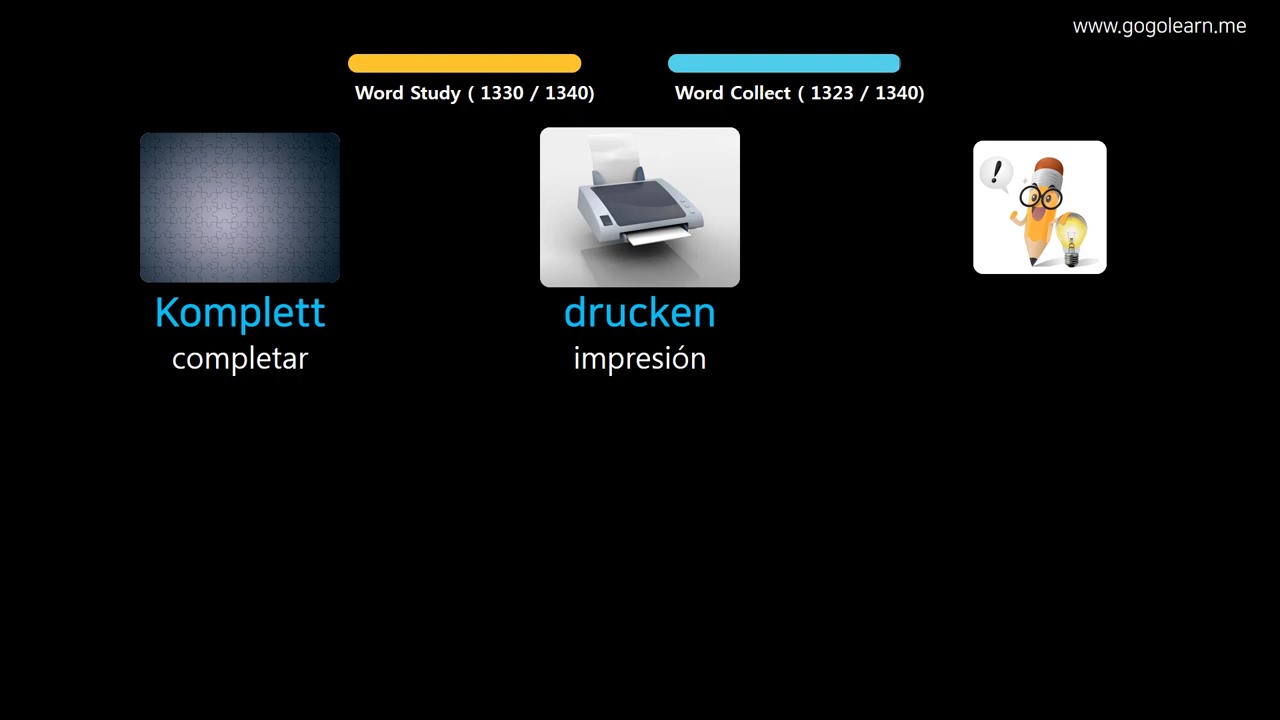 www.gogolearn.me
Word Study ( 1330 / 1340)
Word Collect ( 1323 / 1340)
Komplett
completar
drucken
impresión
!